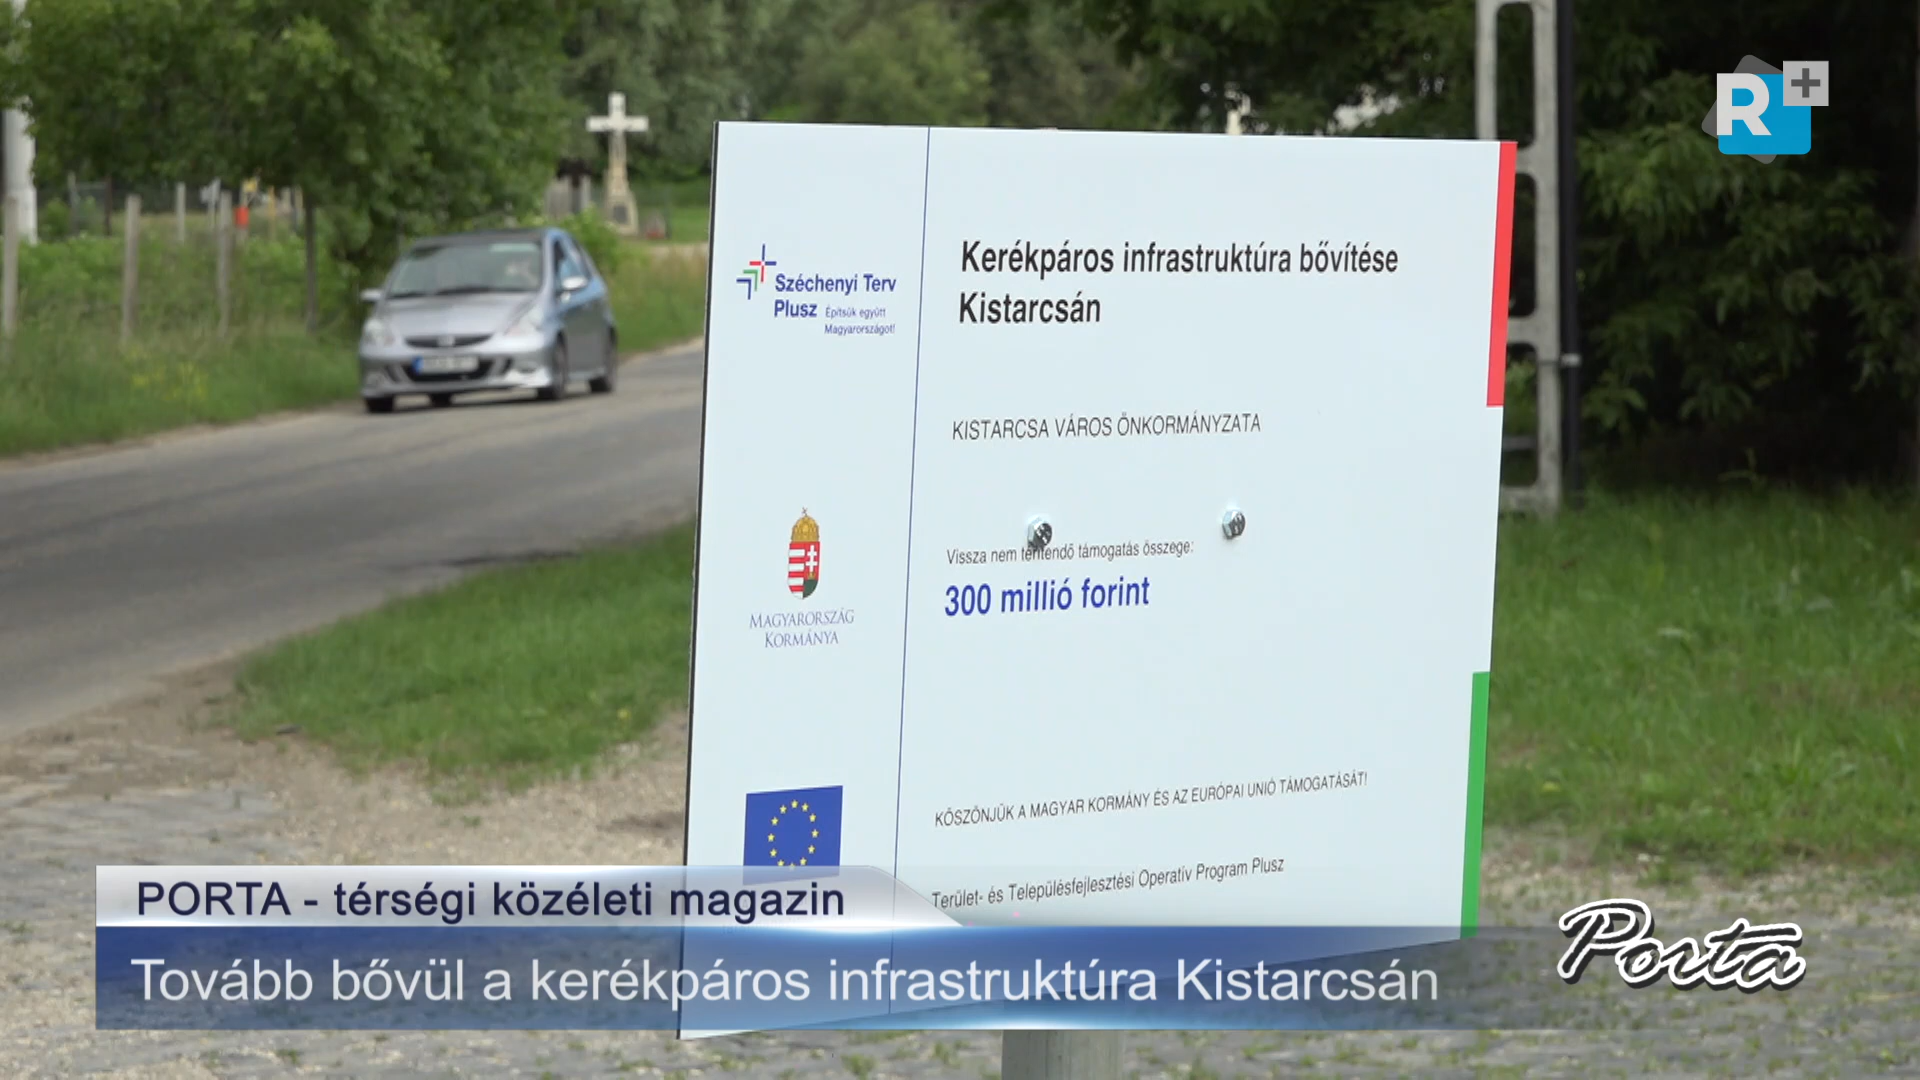 R+
Kerékpáros infrastruktúra bővítése
Kistarcsán
Széchenyi Terv
Plusz Építsük együtt
Magyarországot!
KISTARCSA VÁROS ÖNKORMÁNYZATA
Vissza nem térítendő támogatás összege:
300 millió forint
MAGYARORSZÁG
KORMÁNYA
KÖSZÖNJÜK A MAGYAR KORMÁNY ÉS AZ EURÓPAI UNIÓ TÁMOGATÁSÁT!
Terület- és Településfejlesztési Operatív Program Plusz
PORTA - térségi közéleti magazin
Tovább bővül a kerékpáros infrastruktúra Kistarcsán
Porta